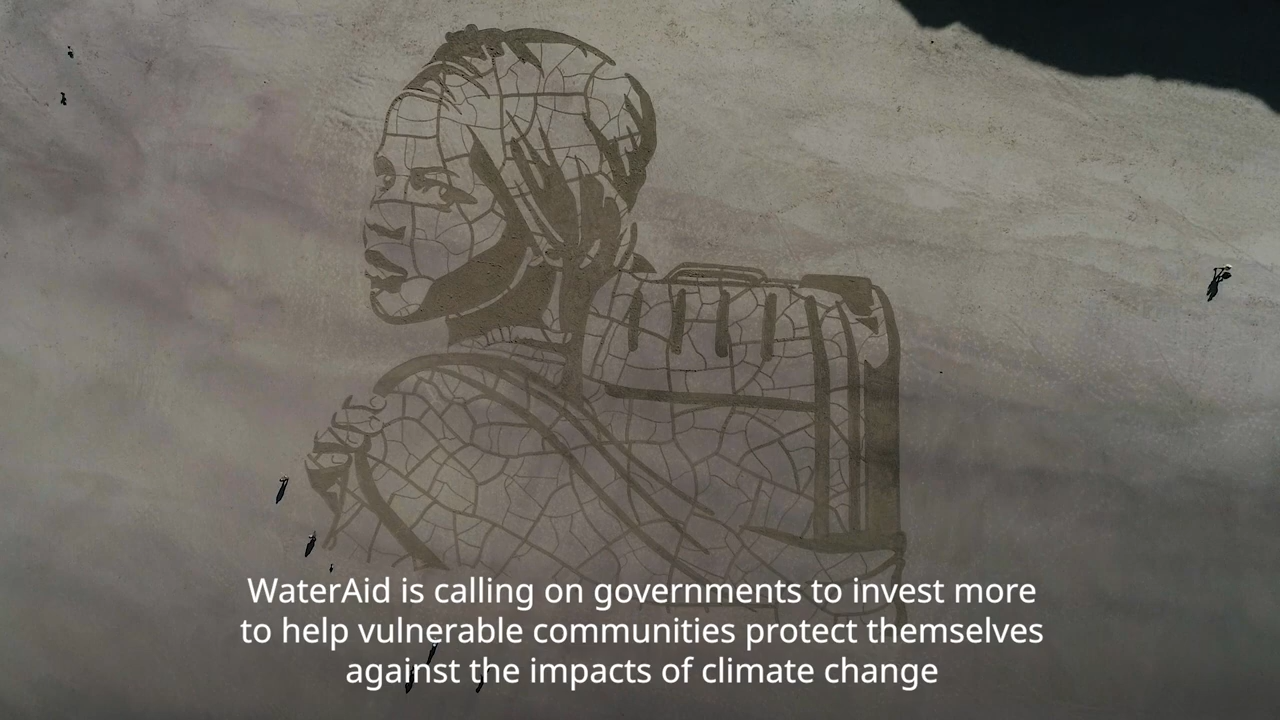 WaterAid is calling on governments to invest more
to help vulnerable communities protect themselves
against the impacts of climate change